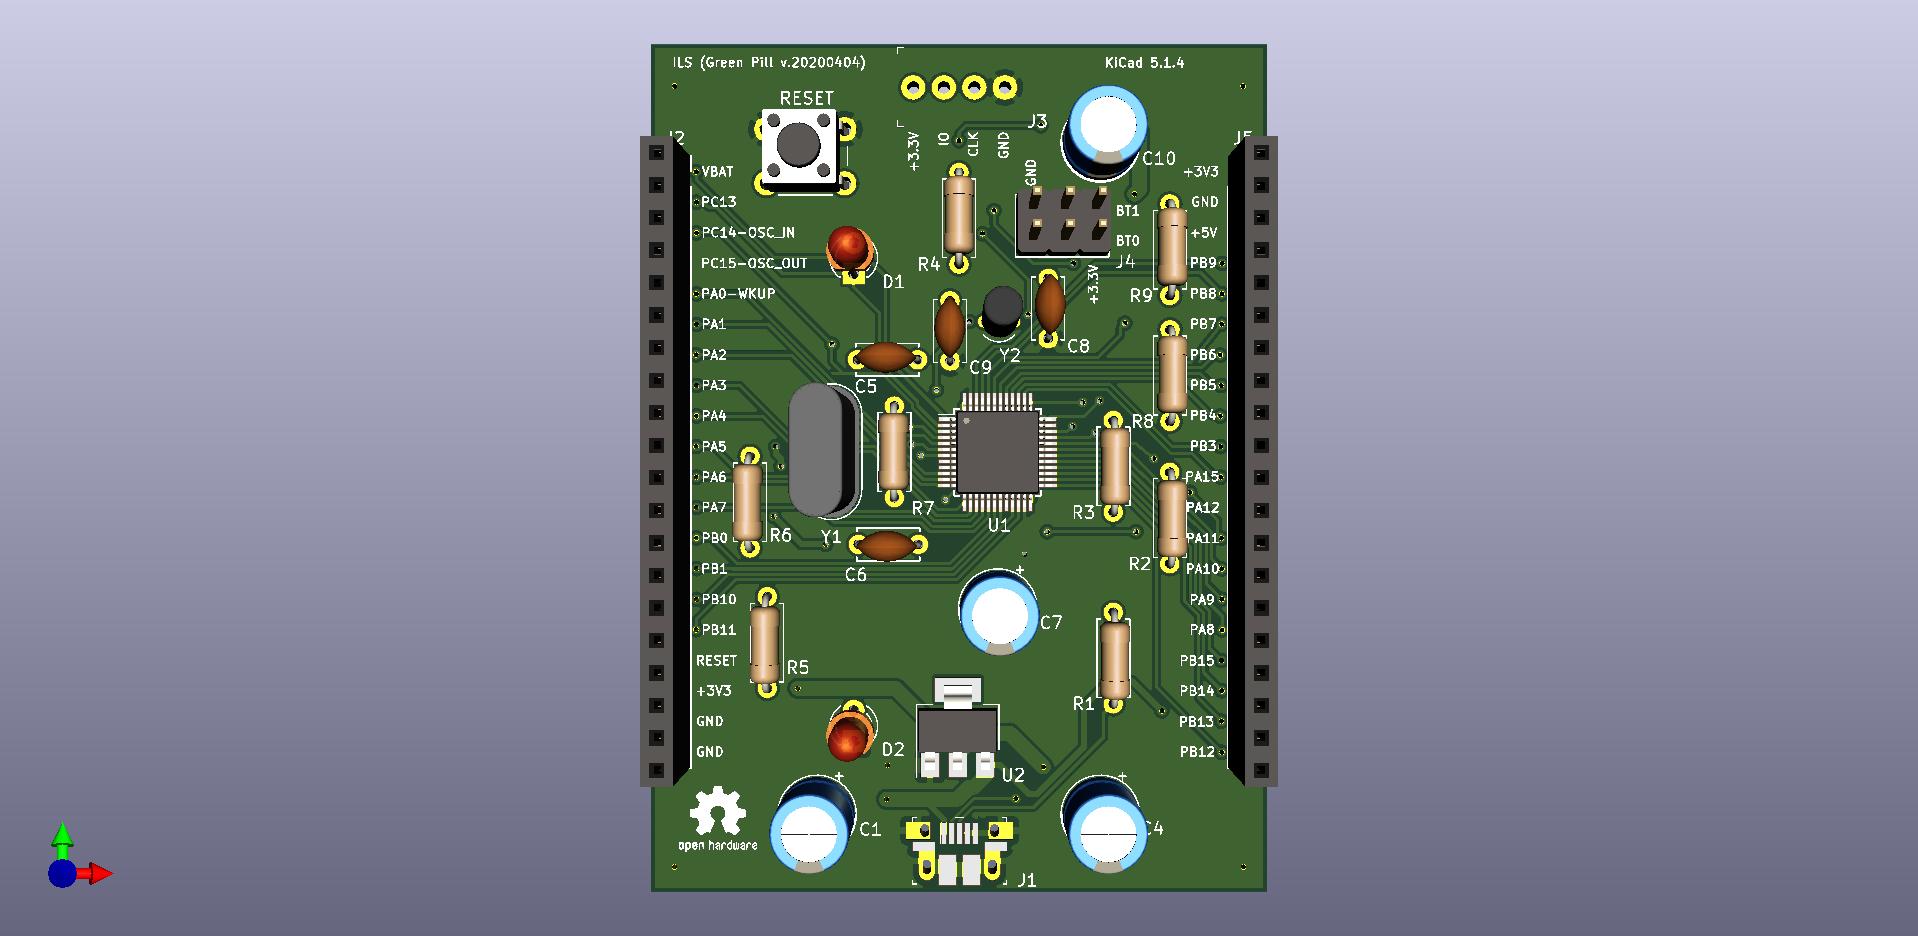 ILS (Green Pill v.20200404)
KiCad 5.1.4
RESET
J3
J2
J5
+3.3V
IO
CLK
GND
C10
VBAT
PC13
PC14-OSC_IN
PC15-OSC_OUT
PA0-WKUP
PA1
PA2
PA3
PA4
PA5
PA6
PA7
PB0
PB1
PB10
PB11
RESET
+3V3
GND
GND
+3V3
GND
+5V
PB9
PB8
PB7
PB6
PB5
PB4
PB3
PA15
PA12
PA11
PA10
PA9
PA8
PB15
PB14
PB13
PB12
GND
BT1
BT0
J4
+3.3V
R4
D1
R9
C8
Y2
C9
C5
R8
R7
R3
U1
R6
Y1
R2
C6
+
C7
R5
R1
D2
U2
+
+
C1
C4
open hardware
J1